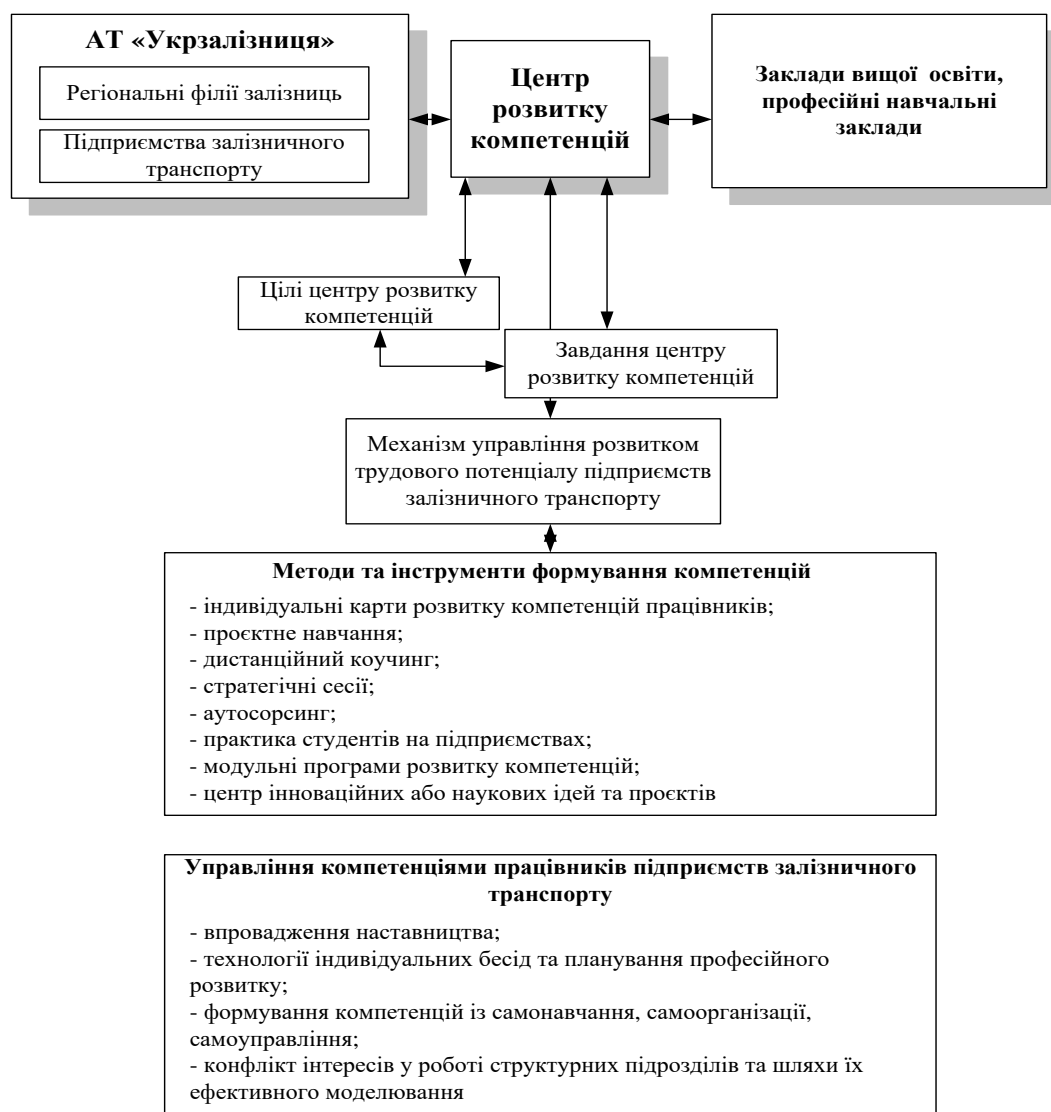 АТ «Укрзалізниця»
Регіональні філії залізниць
Підприємства залізничного
транспорту
Центр
розвитку
компетенцій
Заклади вищої освіти,
професійні навчальні
заклади
Цілі центру розвитку
компетенцій
Завдання центру
розвитку компетенцій
Механізм управління розвитком
трудового потенціалу підприємств
залізничного транспорту
Методи та інструменти формування компетенцій
- індивідуальні карти розвитку компетенцій працівників;
- проєктне навчання;
- дистанційний коучинг;
- стратегічні сесії;
- аутосорсинг;
- практика студентів на підприємствах;
- модульні програми розвитку компетенцій;
- центр інноваційних або наукових ідей та проєктів
Управління компетенціями працівників підприємств залізничного
транспорту
- впровадження наставництва;
- технології індивідуальних бесід та планування професійного
розвитку;
- формування компетенцій із самонавчання, самоорганізації,
самоуправління;
- конфлікт інтересів у роботі структурних підрозділів та шляхи їх
ефективного моделювання